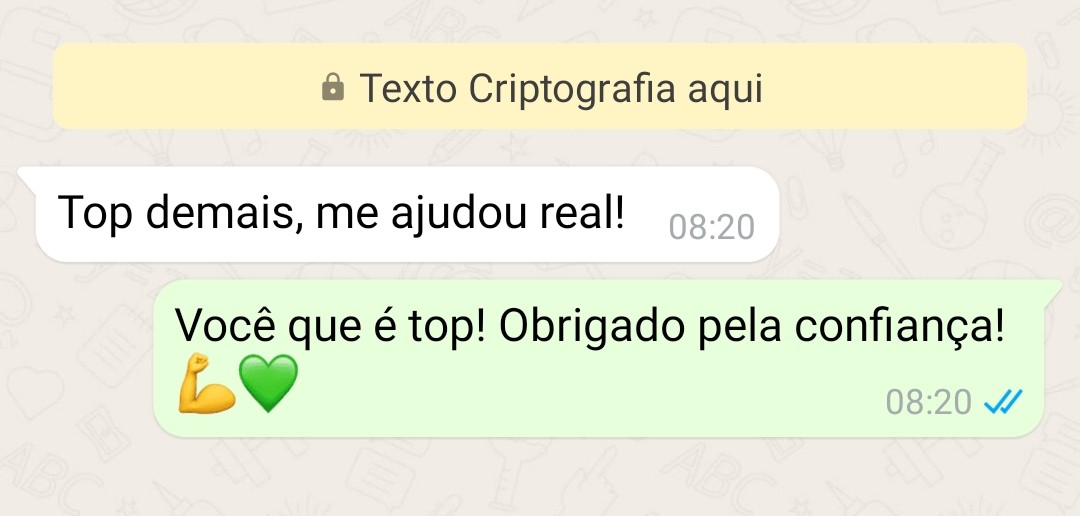 Texto Criptografia aqui
Top demais, me ajudou real! 08:20
Você que é top! Obrigado pela confiança!
💪💚 08:20